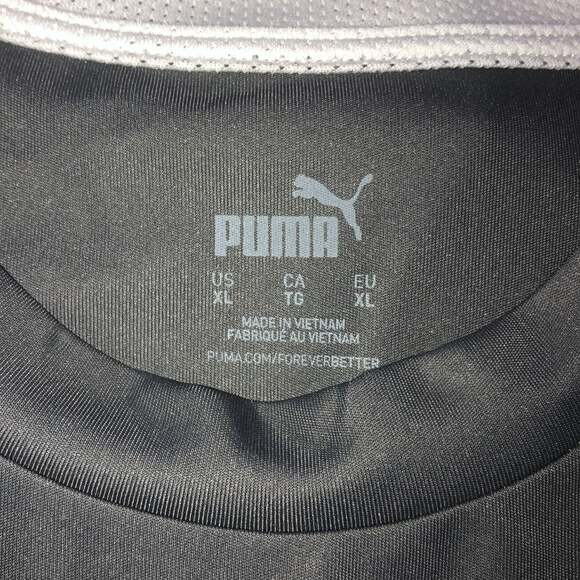 PUMA
US CA EU
XL TG XL
MADE IN VIETNAM
FABRIQUÉ AU VIETNAM
PUMA.COM/FOREVERBETTER